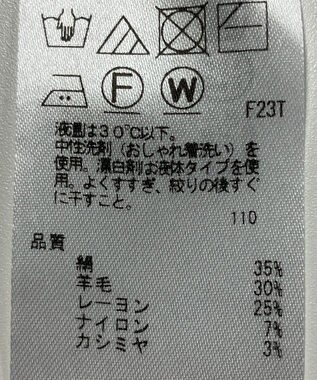 F
W
F23T
液温は30℃以下。
中性洗剤（おしゃれ着洗い）を
使用。漂白剤は液体タイプを使
用。よくすすぎ、絞りの後すぐ
に干すこと。
110
品質
絹 35%
羊毛 30%
レーヨン 25%
ナイロン 7%
カシミヤ 3%